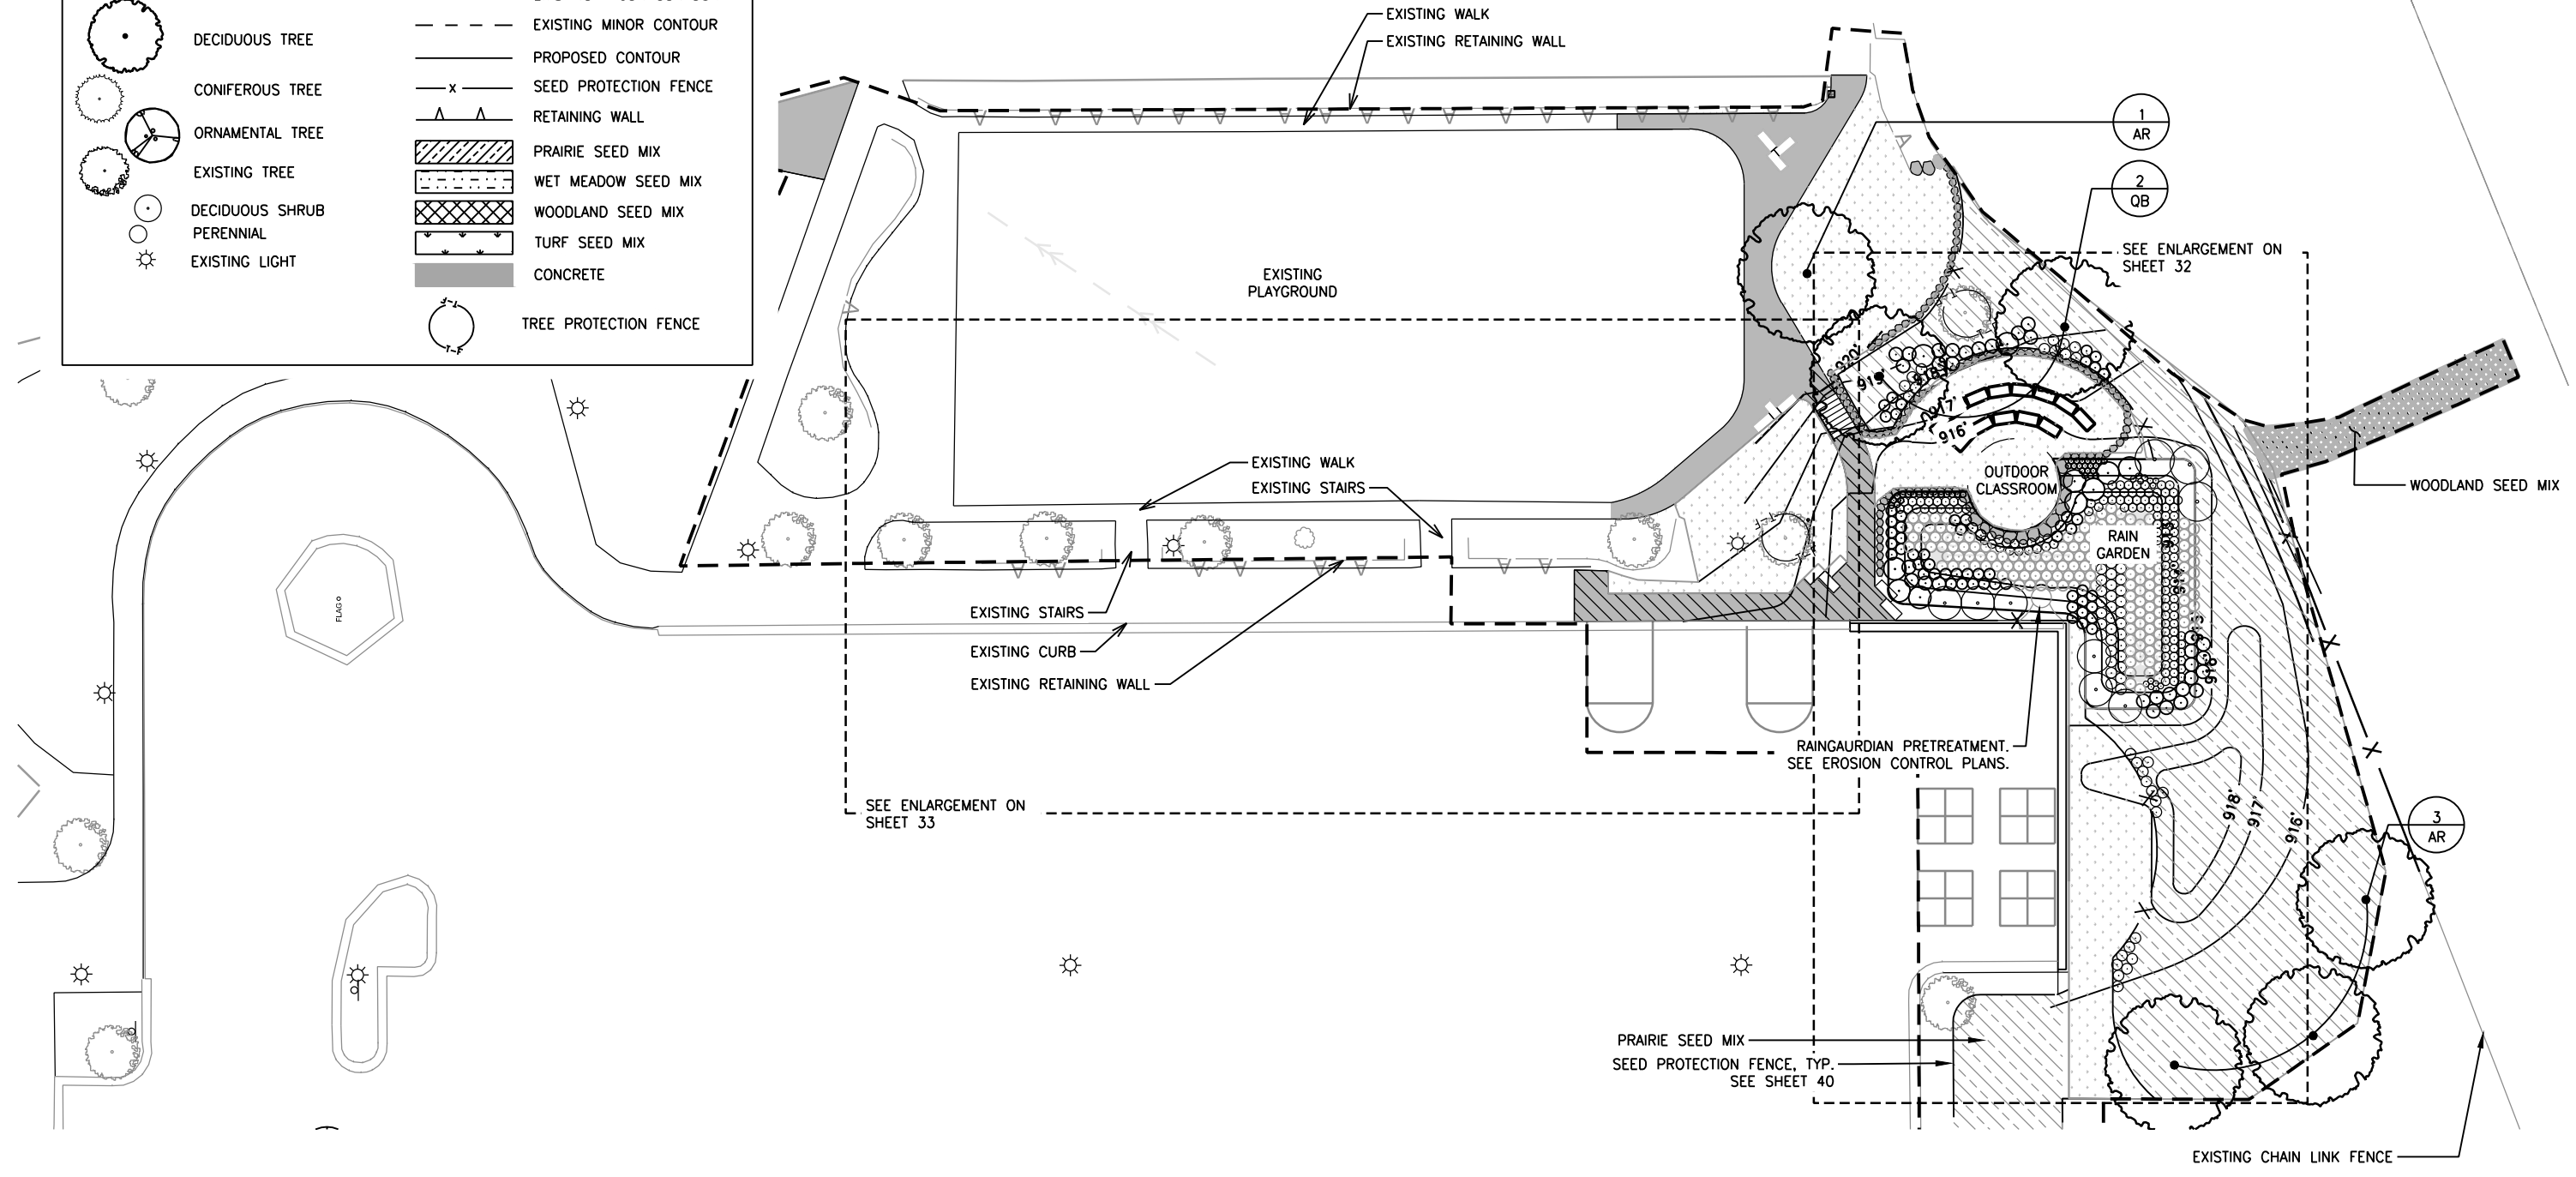 DECIDUOUS TREE
CONIFEROUS TREE
ORNAMENTAL TREE
EXISTING TREE
DECIDUOUS SHRUB
PERENNIAL
EXISTING LIGHT
EXISTING MINOR CONTOUR
PROPOSED CONTOUR
X
SEED PROTECTION FENCE
RETAINING WALL
PRAIRIE SEED MIX
WET MEADOW SEED MIX
WOODLAND SEED MIX
TURF SEED MIX
CONCRETE
TREE PROTECTION FENCE
EXISTING WALK
EXISTING RETAINING WALL
1
AR
2
QB
SEE ENLARGEMENT ON
SHEET 32
EXISTING
PLAYGROUND
920'
919'
918'
917'
916'
OUTDOOR
CLASSROOM
RAIN
GARDEN
WOODLAND SEED MIX
EXISTING WALK
EXISTING STAIRS
FLAG
EXISTING STAIRS
EXISTING CURB
EXISTING RETAINING WALL
916'
RAINGAURDIAN PRETREATMENT.
SEE EROSION CONTROL PLANS.
SEE ENLARGEMENT ON
SHEET 33
918'
917'
916'
3
AR
PRAIRIE SEED MIX
SEED PROTECTION FENCE, TYP.
SEE SHEET 40
EXISTING CHAIN LINK FENCE